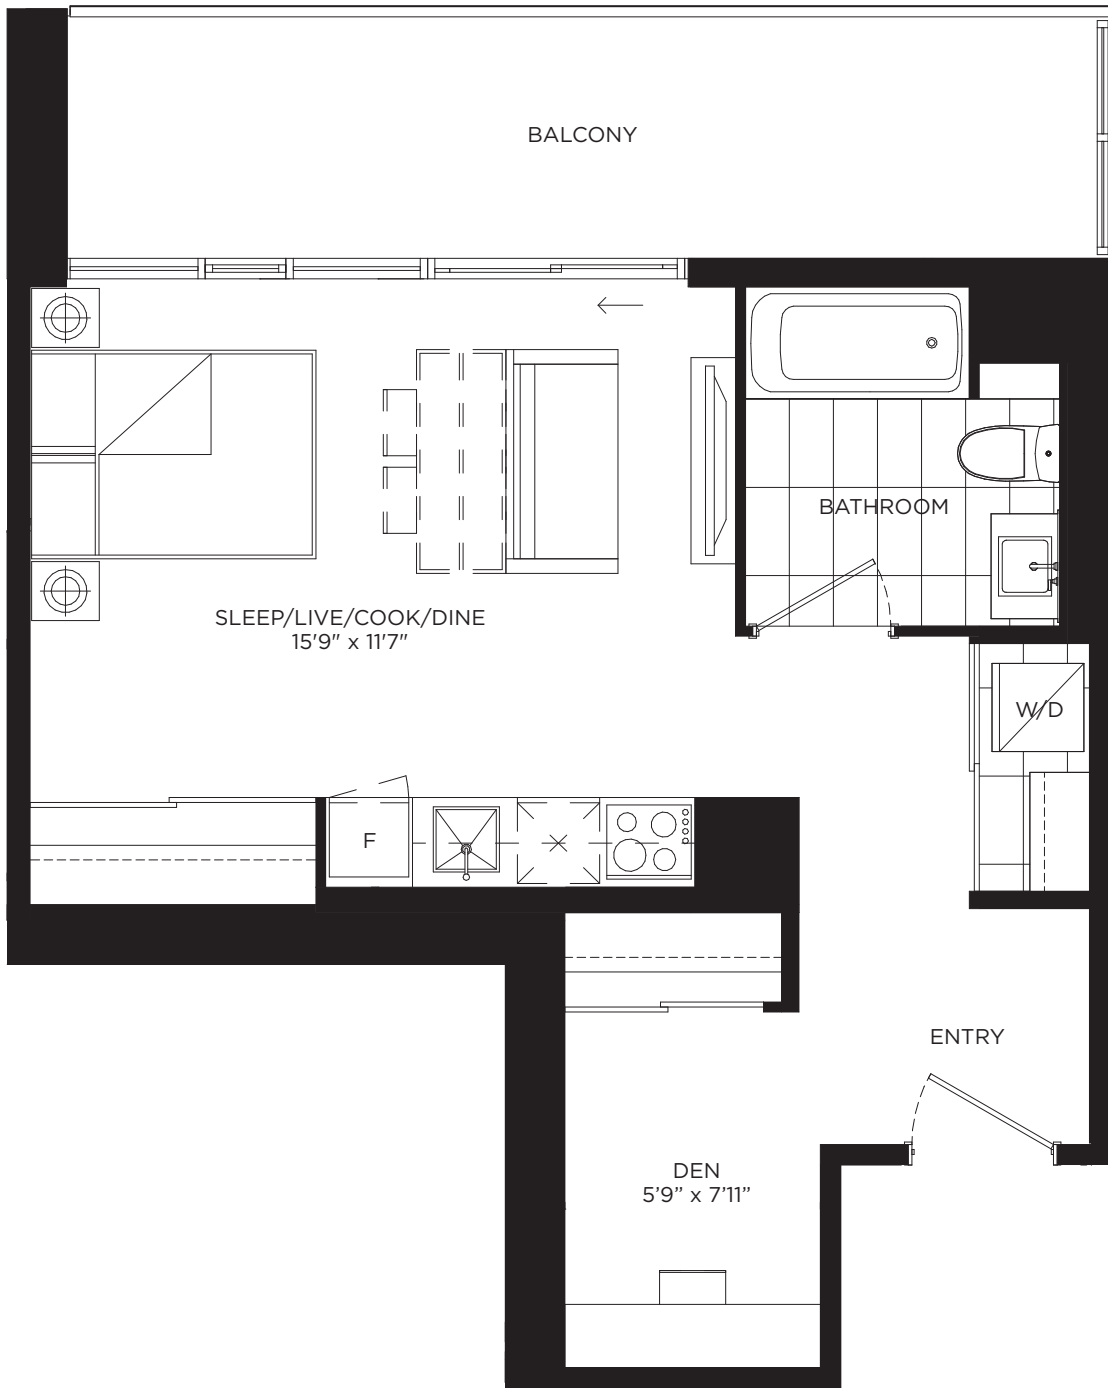 BALCONY
BATHROOM
SLEEP/LIVE/COOK/DINE
15'9" x 11'7"
W/D
F
ENTRY
DEN
5’9” x 7’11”